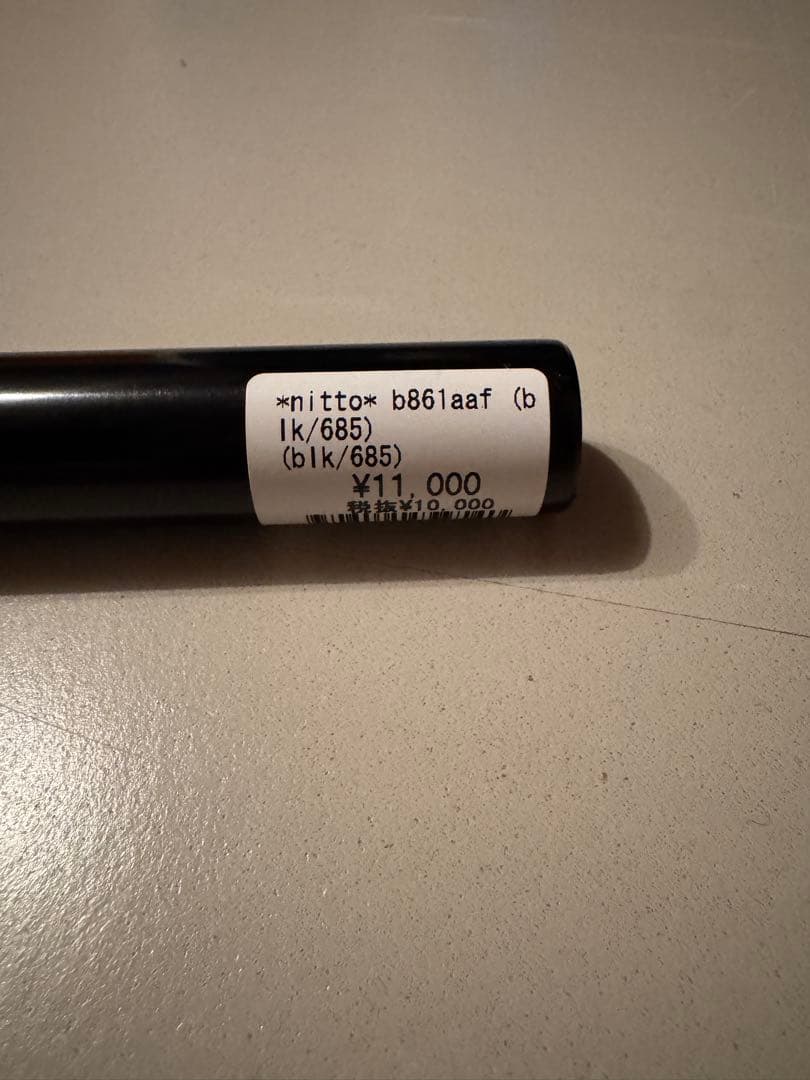 *nitto* b861aaf (b
lk/685)
(blk/685)
¥11,000
税抜¥10,000